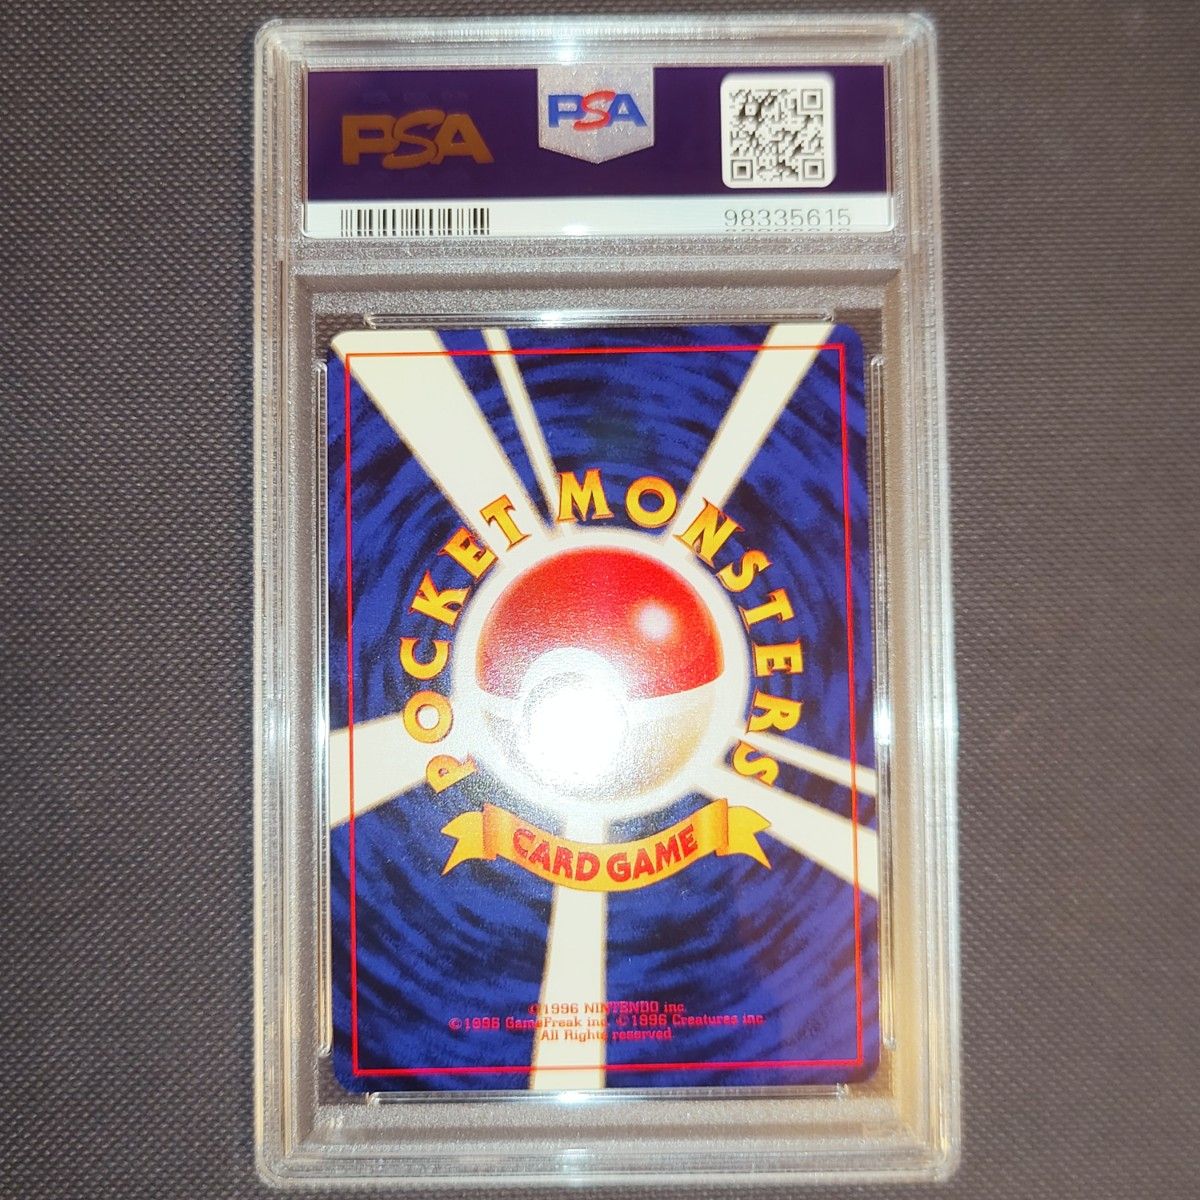 PSA
PSA
98335615
POCKET MONSTERS
CARD GAME
©1996 NINTENDO inc.
©1996 GameFreak inc. ©1996 Creatures inc.
All Rights reserved.